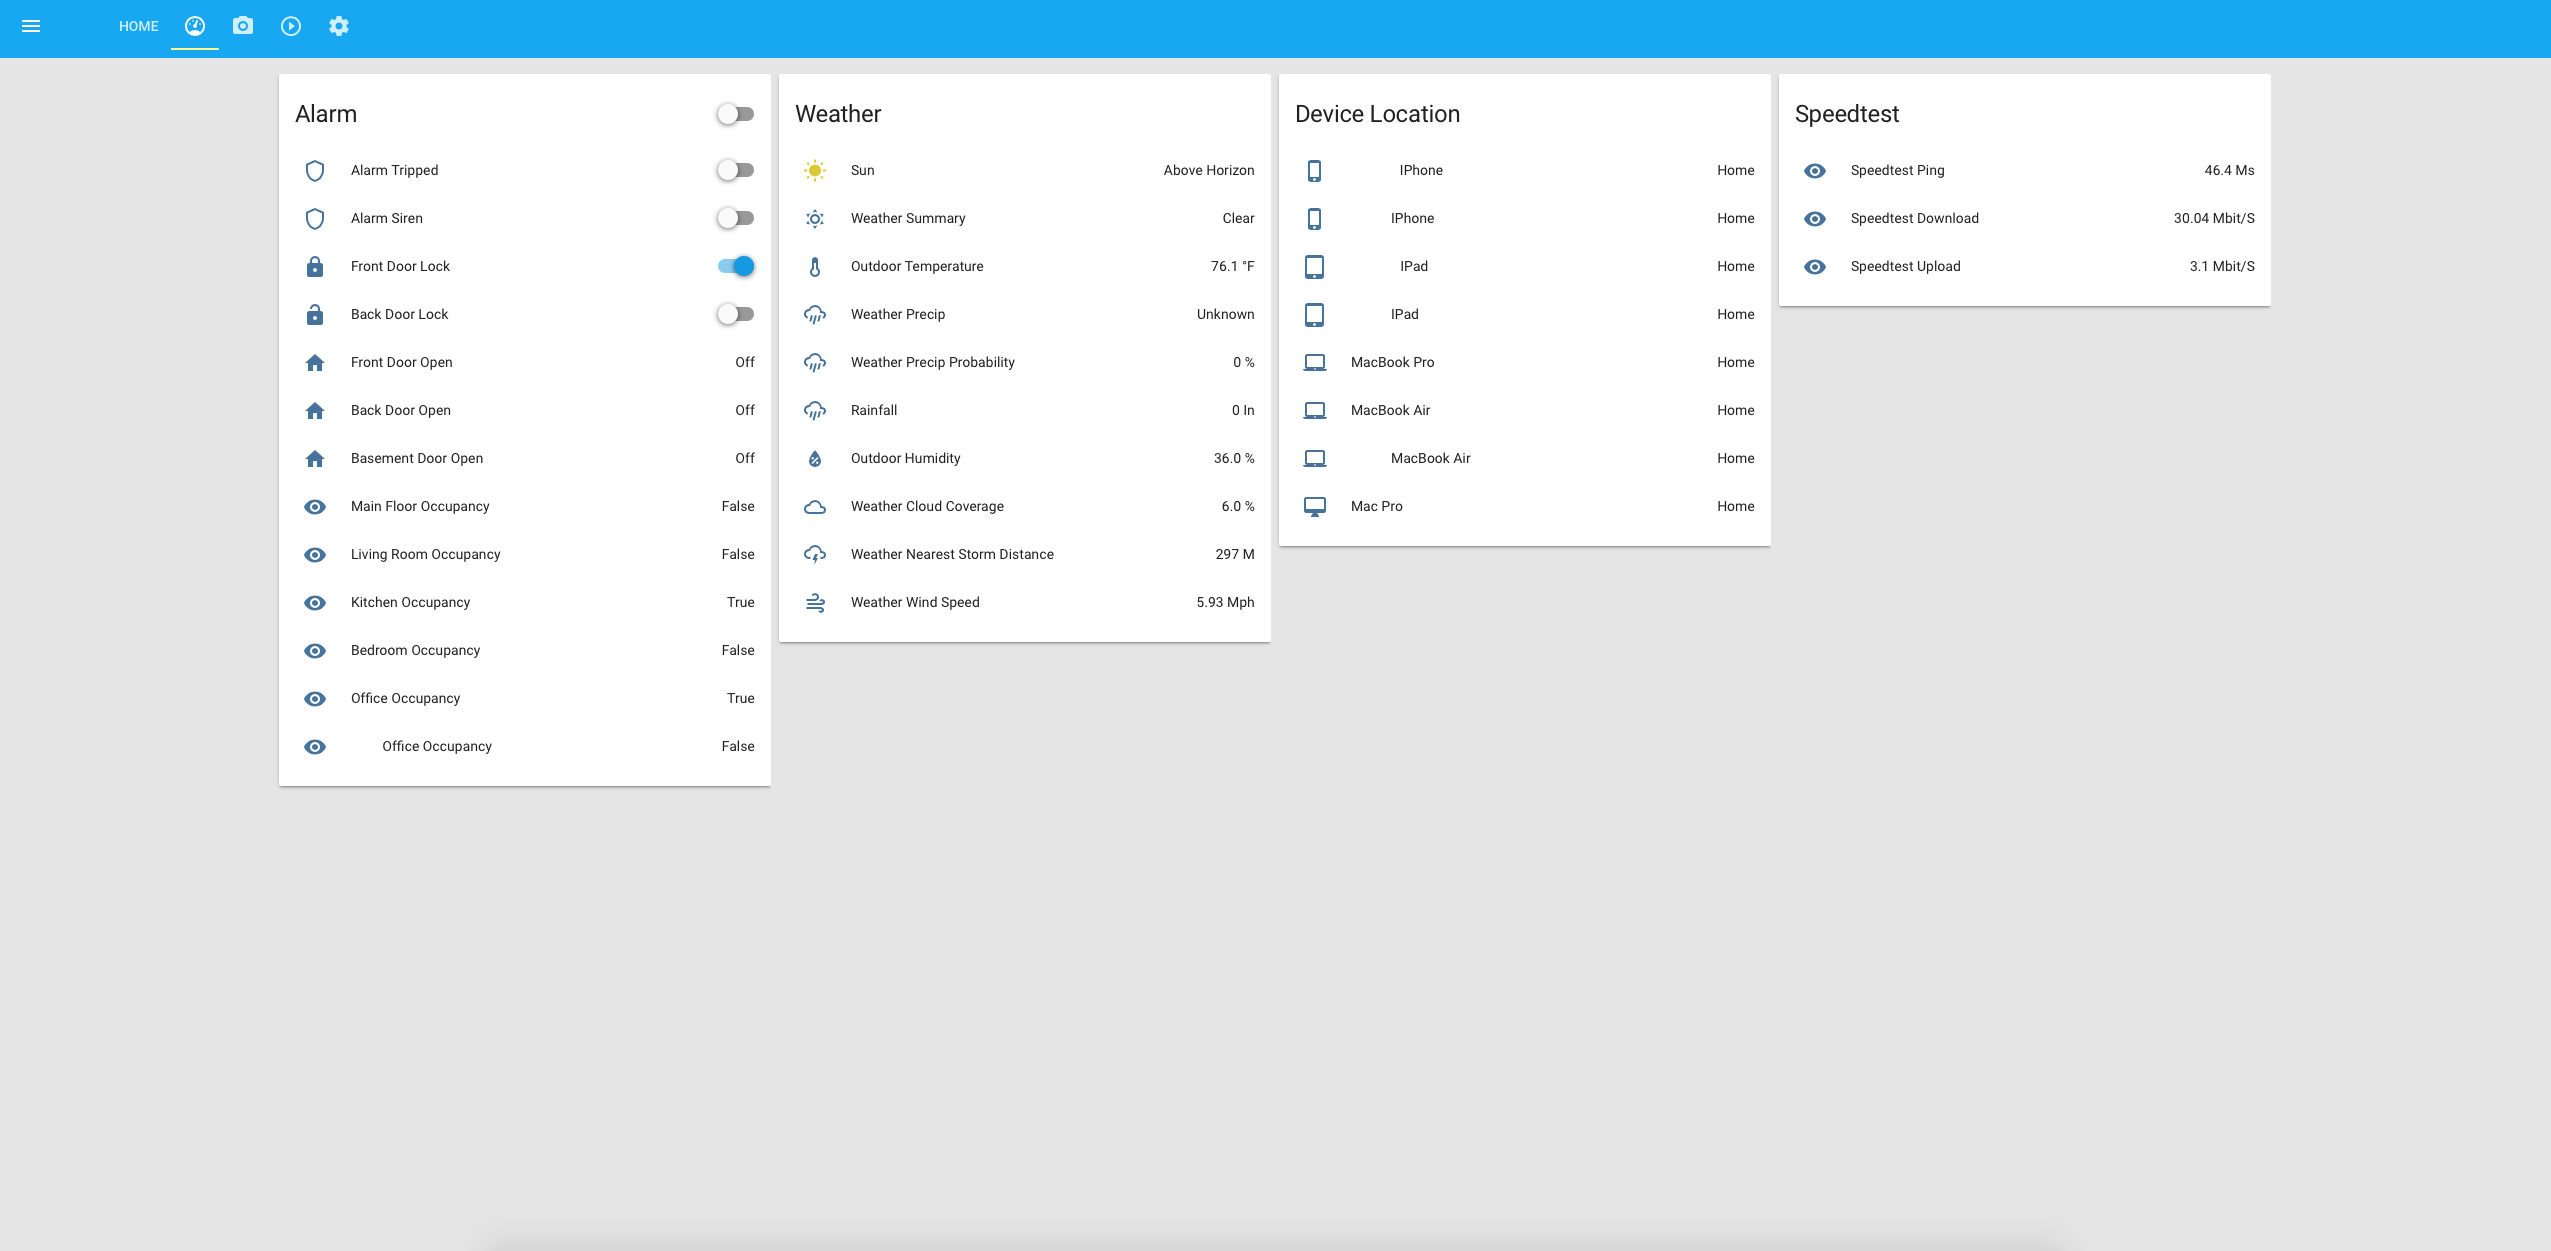 HOME
Alarm
Alarm Tripped
Alarm Siren
Front Door Lock
Back Door Lock
Front Door Open Off
Back Door Open Off
Basement Door Open Off
Main Floor Occupancy False
Living Room Occupancy False
Kitchen Occupancy True
Bedroom Occupancy False
Office Occupancy True
Office Occupancy False
Weather
Sun Above Horizon
Weather Summary Clear
Outdoor Temperature 76.1 °F
Weather Precip Unknown
Weather Precip Probability 0 %
Rainfall 0 In
Outdoor Humidity 36.0 %
Weather Cloud Coverage 6.0 %
Weather Nearest Storm Distance 297 M
Weather Wind Speed 5.93 Mph
Device Location
IPhone Home
IPhone Home
IPad Home
IPad Home
MacBook Pro Home
MacBook Air Home
MacBook Air Home
Mac Pro Home
Speedtest
Speedtest Ping 46.4 Ms
Speedtest Download 30.04 Mbit/S
Speedtest Upload 3.1 Mbit/S